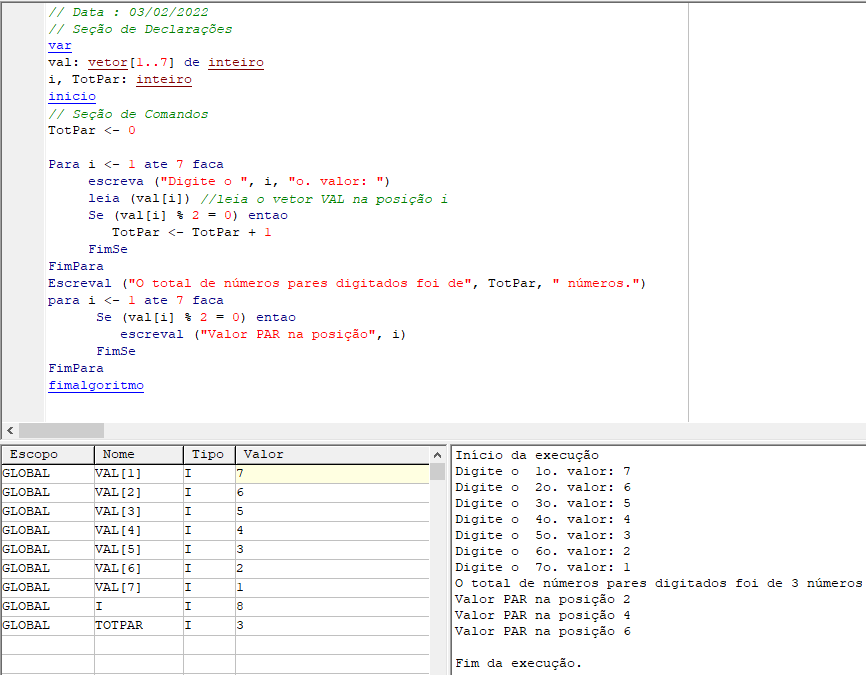 // Data : 03/02/2022
// Seção de Declarações
var
val: vetor[1..7] de inteiro
i, TotPar: inteiro
inicio
// Seção de Comandos
TotPar <- 0
Para i <- 1 ate 7 faca
escreva ("Digite o ", i, "o. valor: ")
leia (val[i]) //leia o vetor VAL na posição i
Se (val[i] % 2 = 0) entao
TotPar <- TotPar + 1
FimSe
FimPara
Escreval ("O total de números pares digitados foi de", TotPar, " números.")
para i <- 1 ate 7 faca
Se (val[i] % 2 = 0) entao
escreval ("Valor PAR na posição", i)
FimSe
FimPara
fimalgoritmo
Escopo Nome Tipo Valor
GLOBAL VAL[1] I 7
GLOBAL VAL[2] I 6
GLOBAL VAL[3] I 5
GLOBAL VAL[4] I 4
GLOBAL VAL[5] I 3
GLOBAL VAL[6] I 2
GLOBAL VAL[7] I 1
GLOBAL I I 8
GLOBAL TOTPAR I 3
Início da execução
Digite o  1o. valor: 7
Digite o  2o. valor: 6
Digite o  3o. valor: 5
Digite o  4o. valor: 4
Digite o  5o. valor: 3
Digite o  6o. valor: 2
Digite o  7o. valor: 1
O total de números pares digitados foi de 3 números
Valor PAR na posição 2
Valor PAR na posição 4
Valor PAR na posição 6
Fim da execução.